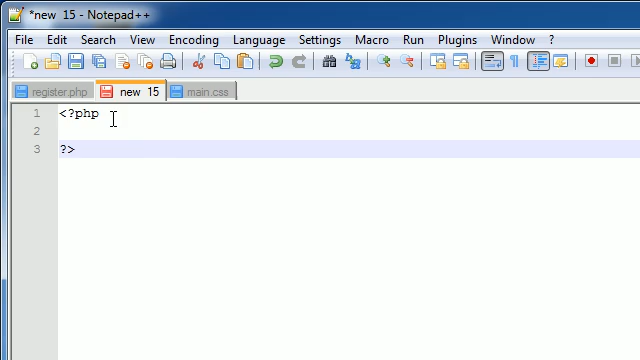 *new 15 - Notepad++
File Edit Search View Encoding Language Settings Macro Run Plugins Window ?
register.php new 15 main.css
1 <?php
2
3 ?>